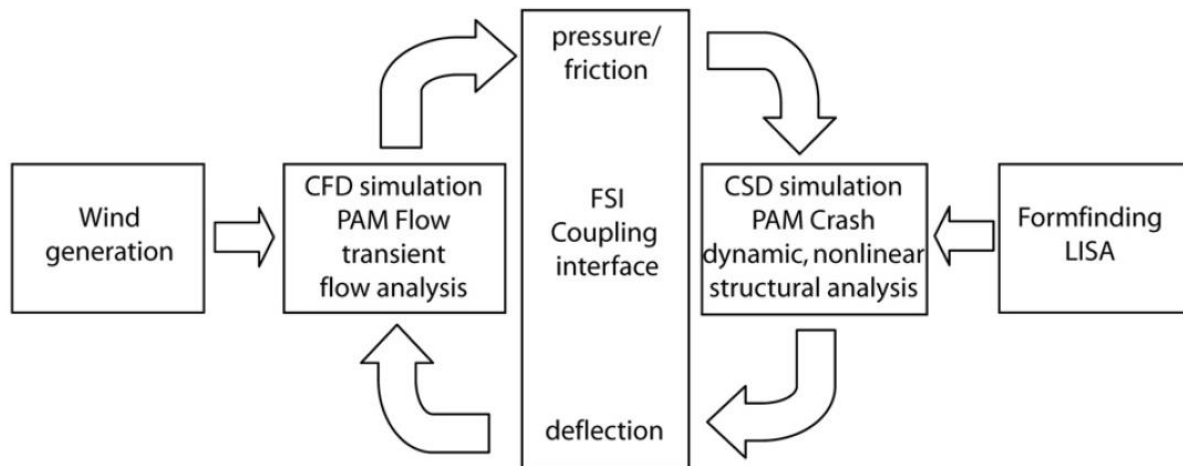 Wind
generation
CFD simulation
PAM Flow
transient
flow analysis
pressure/
friction
FSI
Coupling
interface
deflection
CSD simulation
PAM Crash
dynamic, nonlinear
structural analysis
Formfinding
LISA